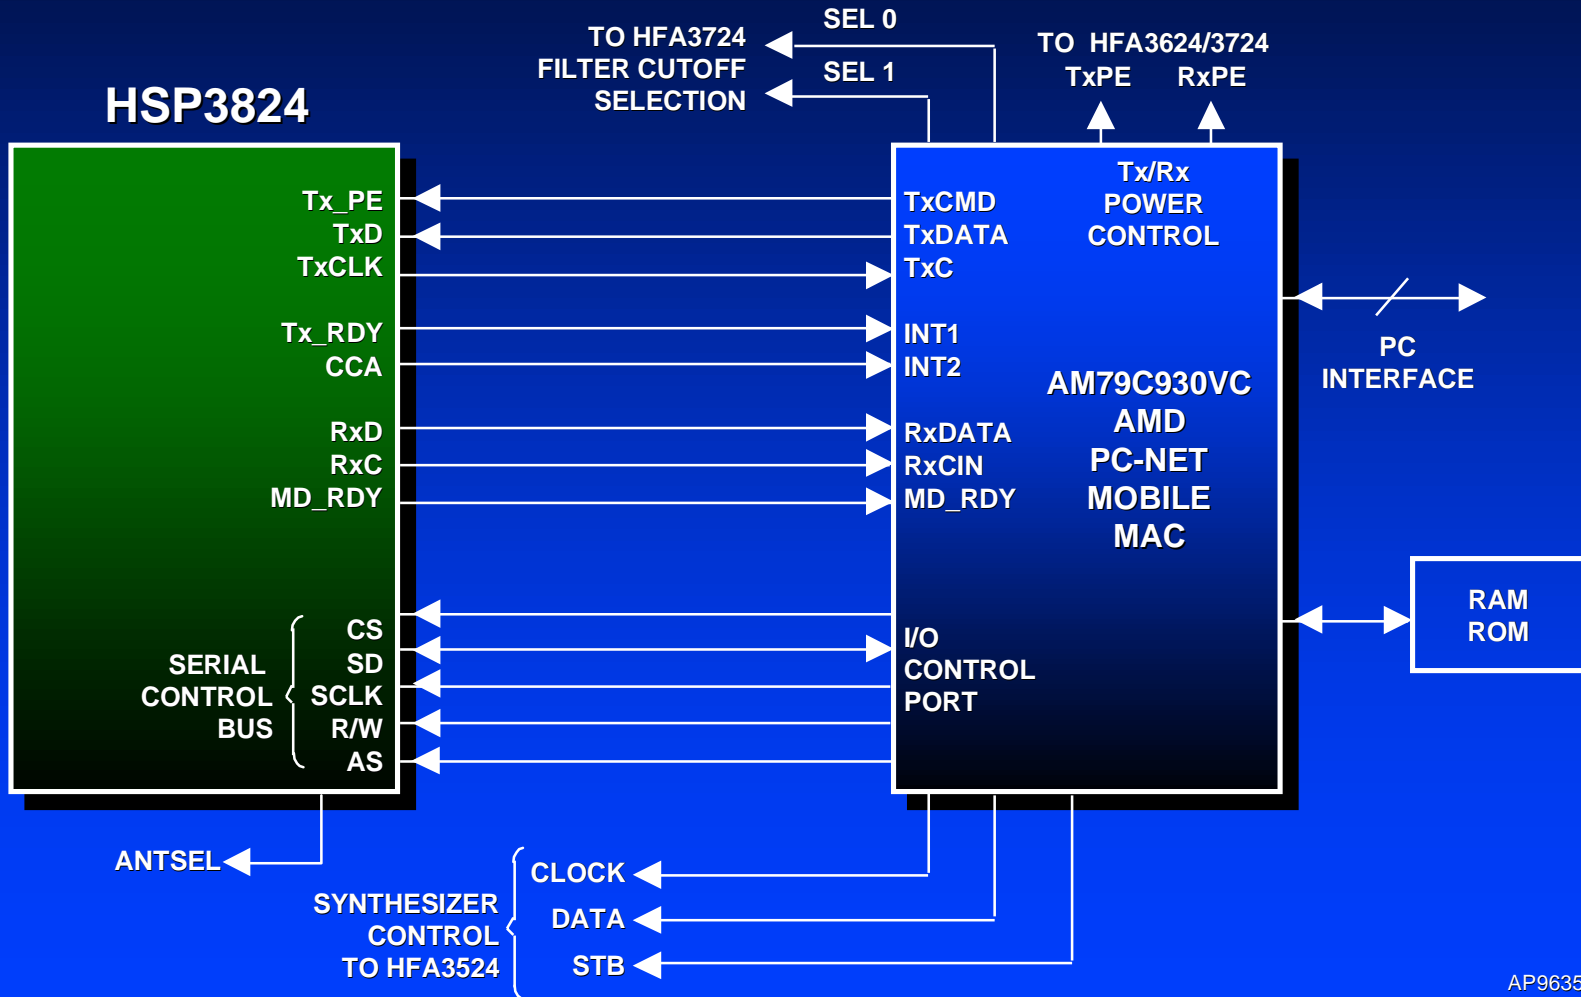 SEL 0
TO HFA3724
FILTER CUTOFF
SELECTION
SEL 1
TO HFA3624/3724
TxPE RxPE
HSP3824
Tx_PE
TxD
TxCLK
Tx_RDY
CCA
RxD
RxC
MD_RDY
SERIAL
CONTROL
BUS
CS
SD
SCLK
R/W
AS
TxCMD
TxDATA
TxC
INT1
INT2
RxDATA
RxCIN
MD_RDY
I/O
CONTROL
PORT
Tx/Rx
POWER
CONTROL
AM79C930VC
AMD
PC-NET
MOBILE
MAC
PC
INTERFACE
RAM
ROM
ANTSEL
SYNTHESIZER
CONTROL
TO HFA3524
CLOCK
DATA
STB
AP9635